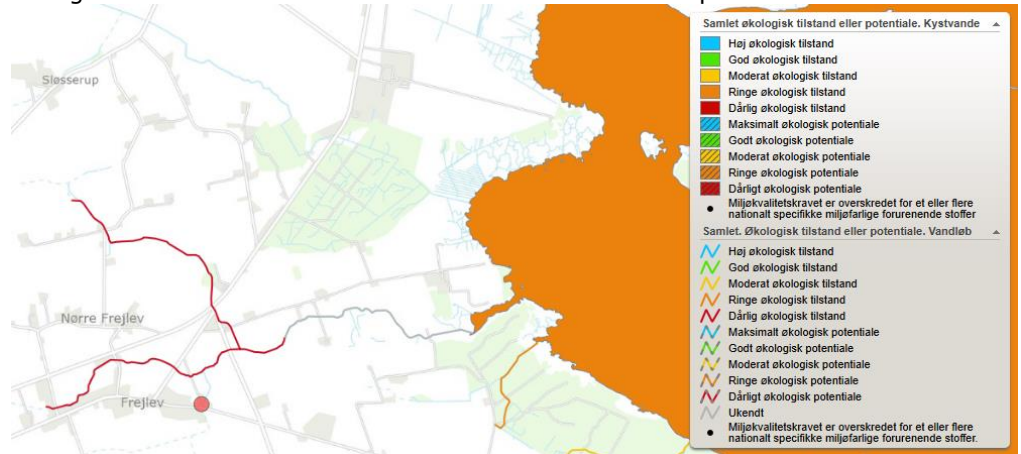 Sløsserup
Nørre Frejlev
Frejlev
Samlet økologisk tilstand eller potentiale. Kystvande
Høj økologisk tilstand
God økologisk tilstand
Moderat økologisk tilstand
Ringe økologisk tilstand
Dårlig økologisk tilstand
Maksimalt økologisk potentiale
Godt økologisk potentiale
Moderat økologisk potentiale
Ringe økologisk potentiale
Dårligt økologisk potentiale
Miljøkvalitetskravet er overskredet for et eller flere
nationalt specifikke miljøfarlige forurenende stoffer
Samlet. Økologisk tilstand eller potentiale. Vandløb
Høj økologisk tilstand
God økologisk tilstand
Moderat økologisk tilstand
Ringe økologisk tilstand
Dårlig økologisk tilstand
Maksimalt økologisk potentiale
Godt økologisk potentiale
Moderat økologisk potentiale
Ringe økologisk potentiale
Dårligt økologisk potentiale
Ukendt
Miljøkvalitetskravet er overskredet for et eller flere
nationalt specifikke miljøfarlige forurenende stoffer.